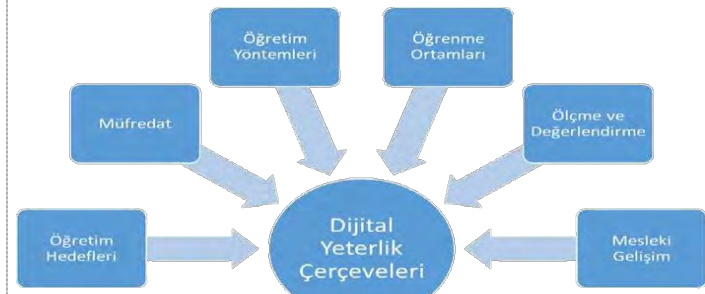 Öğretim
Yöntemleri
Öğrenme
Ortamları
Müfredat
Ölçme ve
Değerlendirme
Öğretim
Hedefleri
Dijital
Yeterlik
Çerçeveleri
Mesleki
Gelişim